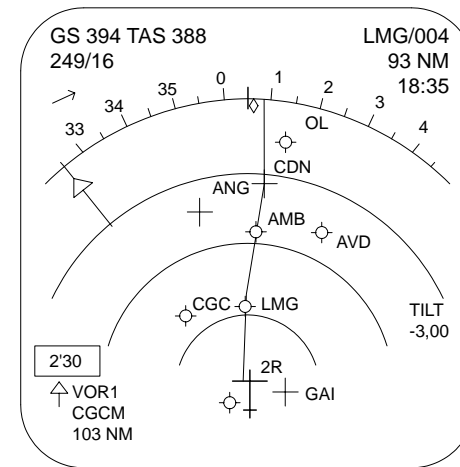 GS 394 TAS 388
LMG/004
249/16
93 NM
18:35
33
34
35
0
1
2
3
4
OL
CDN
ANG
AMB
AVD
CGC
LMG
TILT
-3,00
2'30
2R
VOR1
GAI
CGCM
103 NM